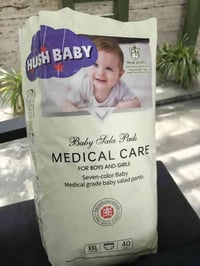 HUSH BABY
Baby Sala Pads
MEDICAL CARE
FOR BOYS AND GIRLS
Seven-color Baby
Medical grade baby salad pants
XXL
40